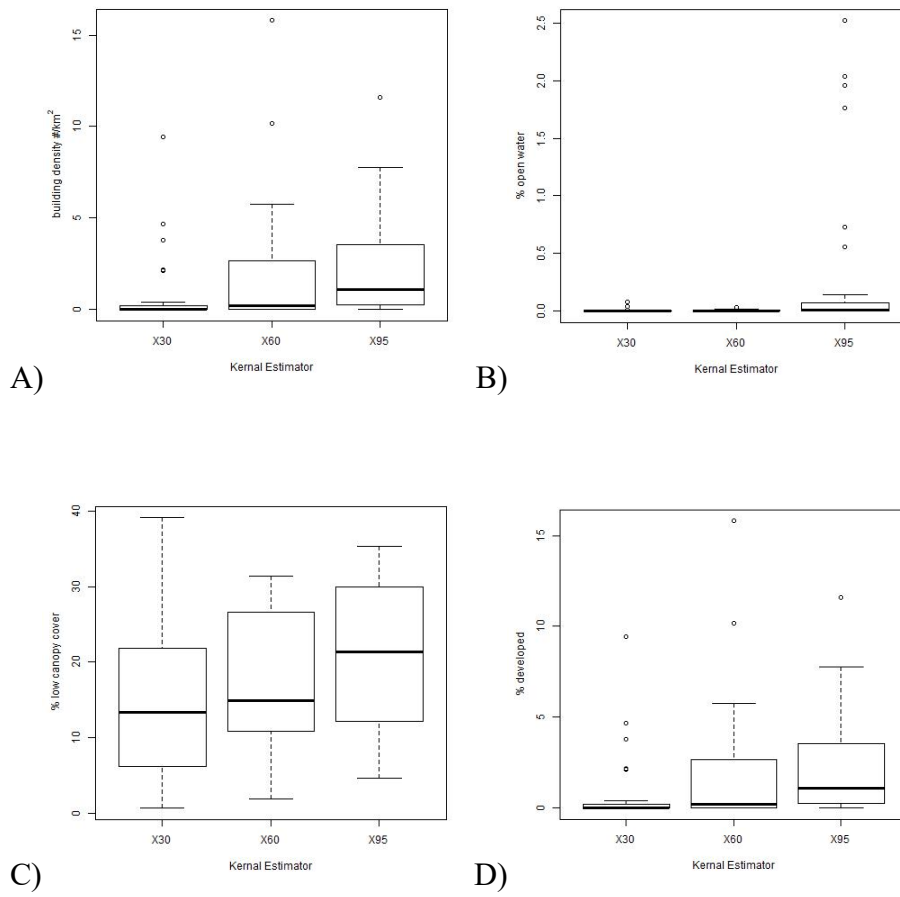 building density #/km²
15
10
5
0
X30 X60 X95
Kernal Estimator
A)
% open water
2.5
2.0
1.5
1.0
0.5
0.0
X30 X60 X95
Kernal Estimator
B)
% low canopy cover
40
30
20
10
0
X30 X60 X95
Kernal Estimator
C)
% developed
15
10
5
0
X30 X60 X95
Kernal Estimator
D)